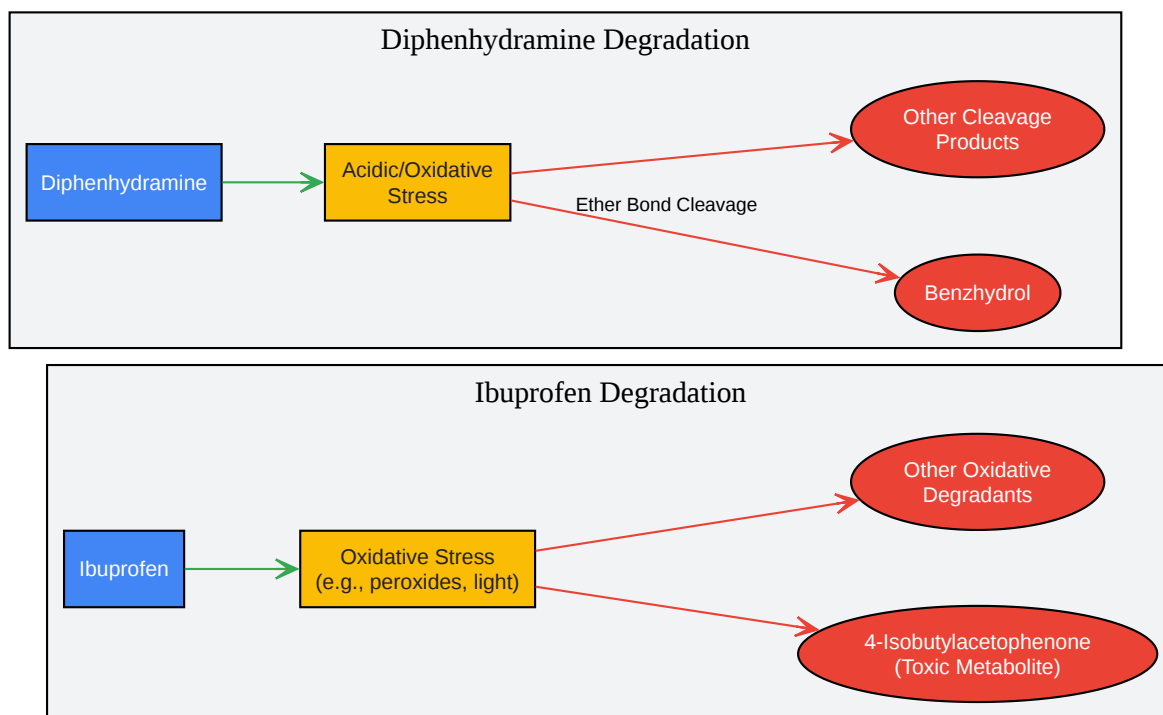 Diphenhydramine Degradation
Diphenhydramine
Acidic/Oxidative
Stress
Ether Bond Cleavage
Other Cleavage
Products
Benzhydrol
Ibuprofen Degradation
Ibuprofen
Oxidative Stress
(e.g., peroxides, light)
Other Oxidative
Degradants
4-Isobutylacetophenone
(Toxic Metabolite)